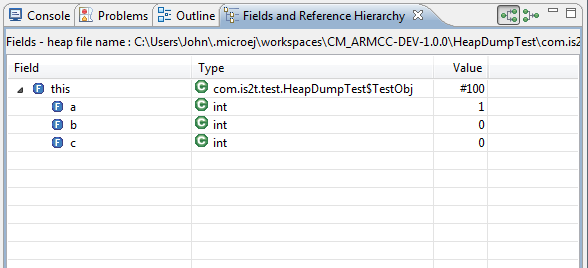 Console Problems Outline Fields and Reference Hierarchy
Fields - heap file name : C:\Users\John\.microej\workspaces\CM_ARMCC-DEV-1.0.0\HeapDumpTest\com.is2
Field Type Value
F this C com.is2t.test.HeapDumpTest$TestObj #100
F a C int 1
F b C int 0
F c C int 0